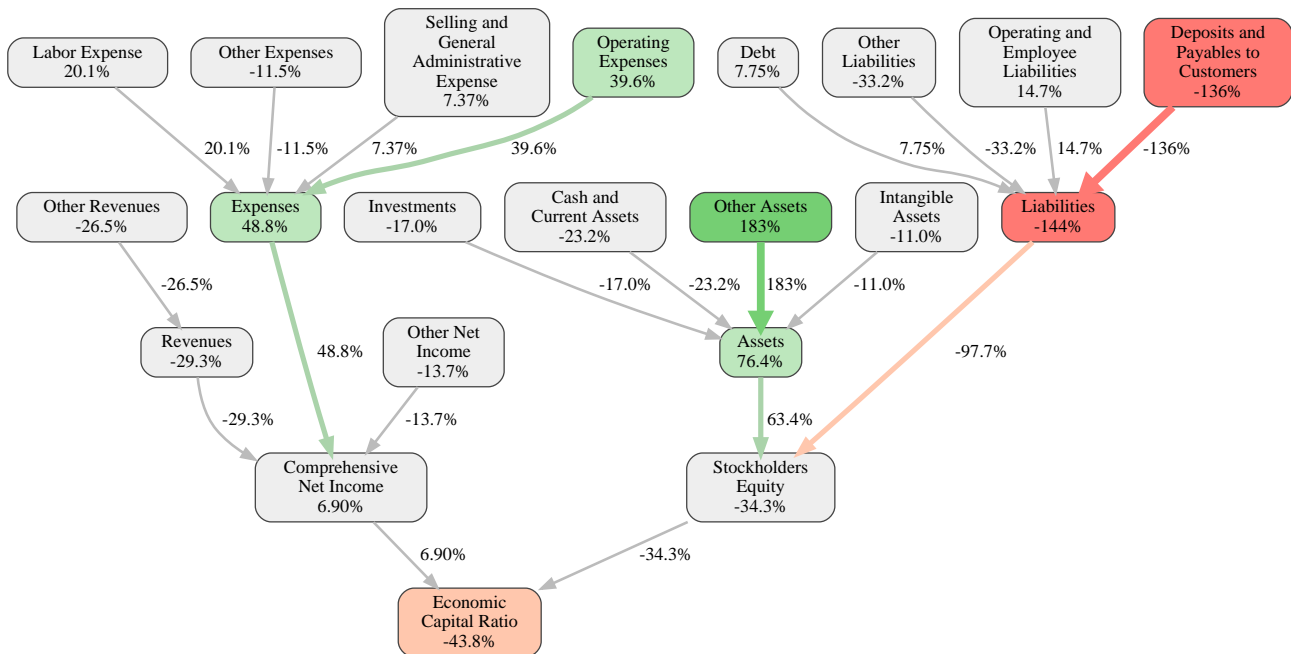 Labor Expense
20.1%
Other Expenses
-11.5%
Selling and
General
Administrative
Expense
7.37%
Operating
Expenses
39.6%
Debt
7.75%
Other
Liabilities
-33.2%
Operating and
Employee
Liabilities
14.7%
Deposits and
Payables to
Customers
-136%
20.1%
-11.5%
7.37%
39.6%
7.75%
-33.2%
14.7%
-136%
Other Revenues
-26.5%
Expenses
48.8%
Investments
-17.0%
Cash and
Current Assets
-23.2%
Other Assets
183%
Intangible
Assets
-11.0%
Liabilities
-144%
-26.5%
-17.0%
-23.2%
183%
-11.0%
Revenues
-29.3%
48.8%
Other Net
Income
-13.7%
Assets
76.4%
-97.7%
-29.3%
-13.7%
63.4%
Comprehensive
Net Income
6.90%
Stockholders
Equity
-34.3%
6.90%
-34.3%
Economic
Capital Ratio
-43.8%